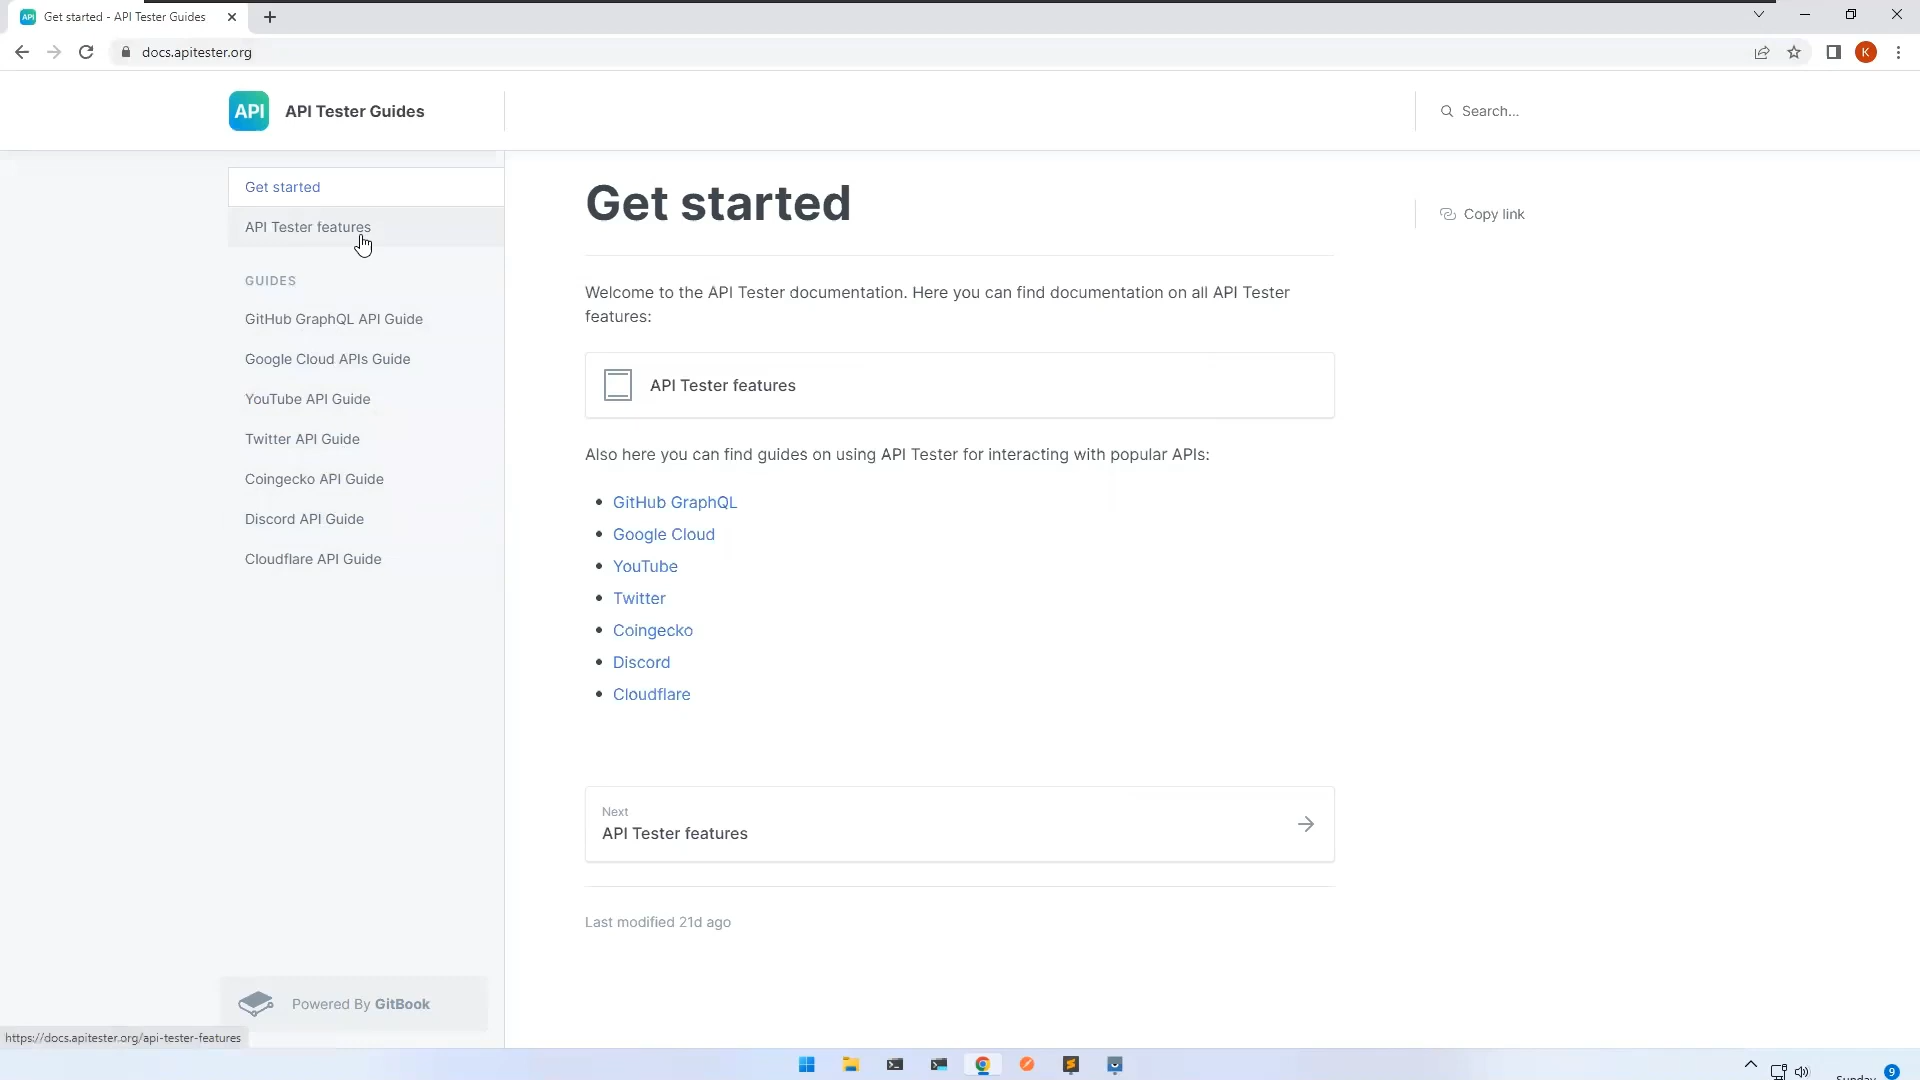 API Get started - API Tester Guides
docs.apitester.org
K
API API Tester Guides
Search...
Get started
API Tester features
GUIDES
GitHub GraphQL API Guide
Google Cloud APIs Guide
YouTube API Guide
Twitter API Guide
Coingecko API Guide
Discord API Guide
Cloudflare API Guide
Powered By GitBook
Get started
Copy link
Welcome to the API Tester documentation. Here you can find documentation on all API Tester
features:
API Tester features
Also here you can find guides on using API Tester for interacting with popular APIs:
• GitHub GraphQL
• Google Cloud
• YouTube
• Twitter
• Coingecko
• Discord
• Cloudflare
Next
API Tester features
Last modified 21d ago
https://docs.apitester.org/api-tester-features
Sunday
9